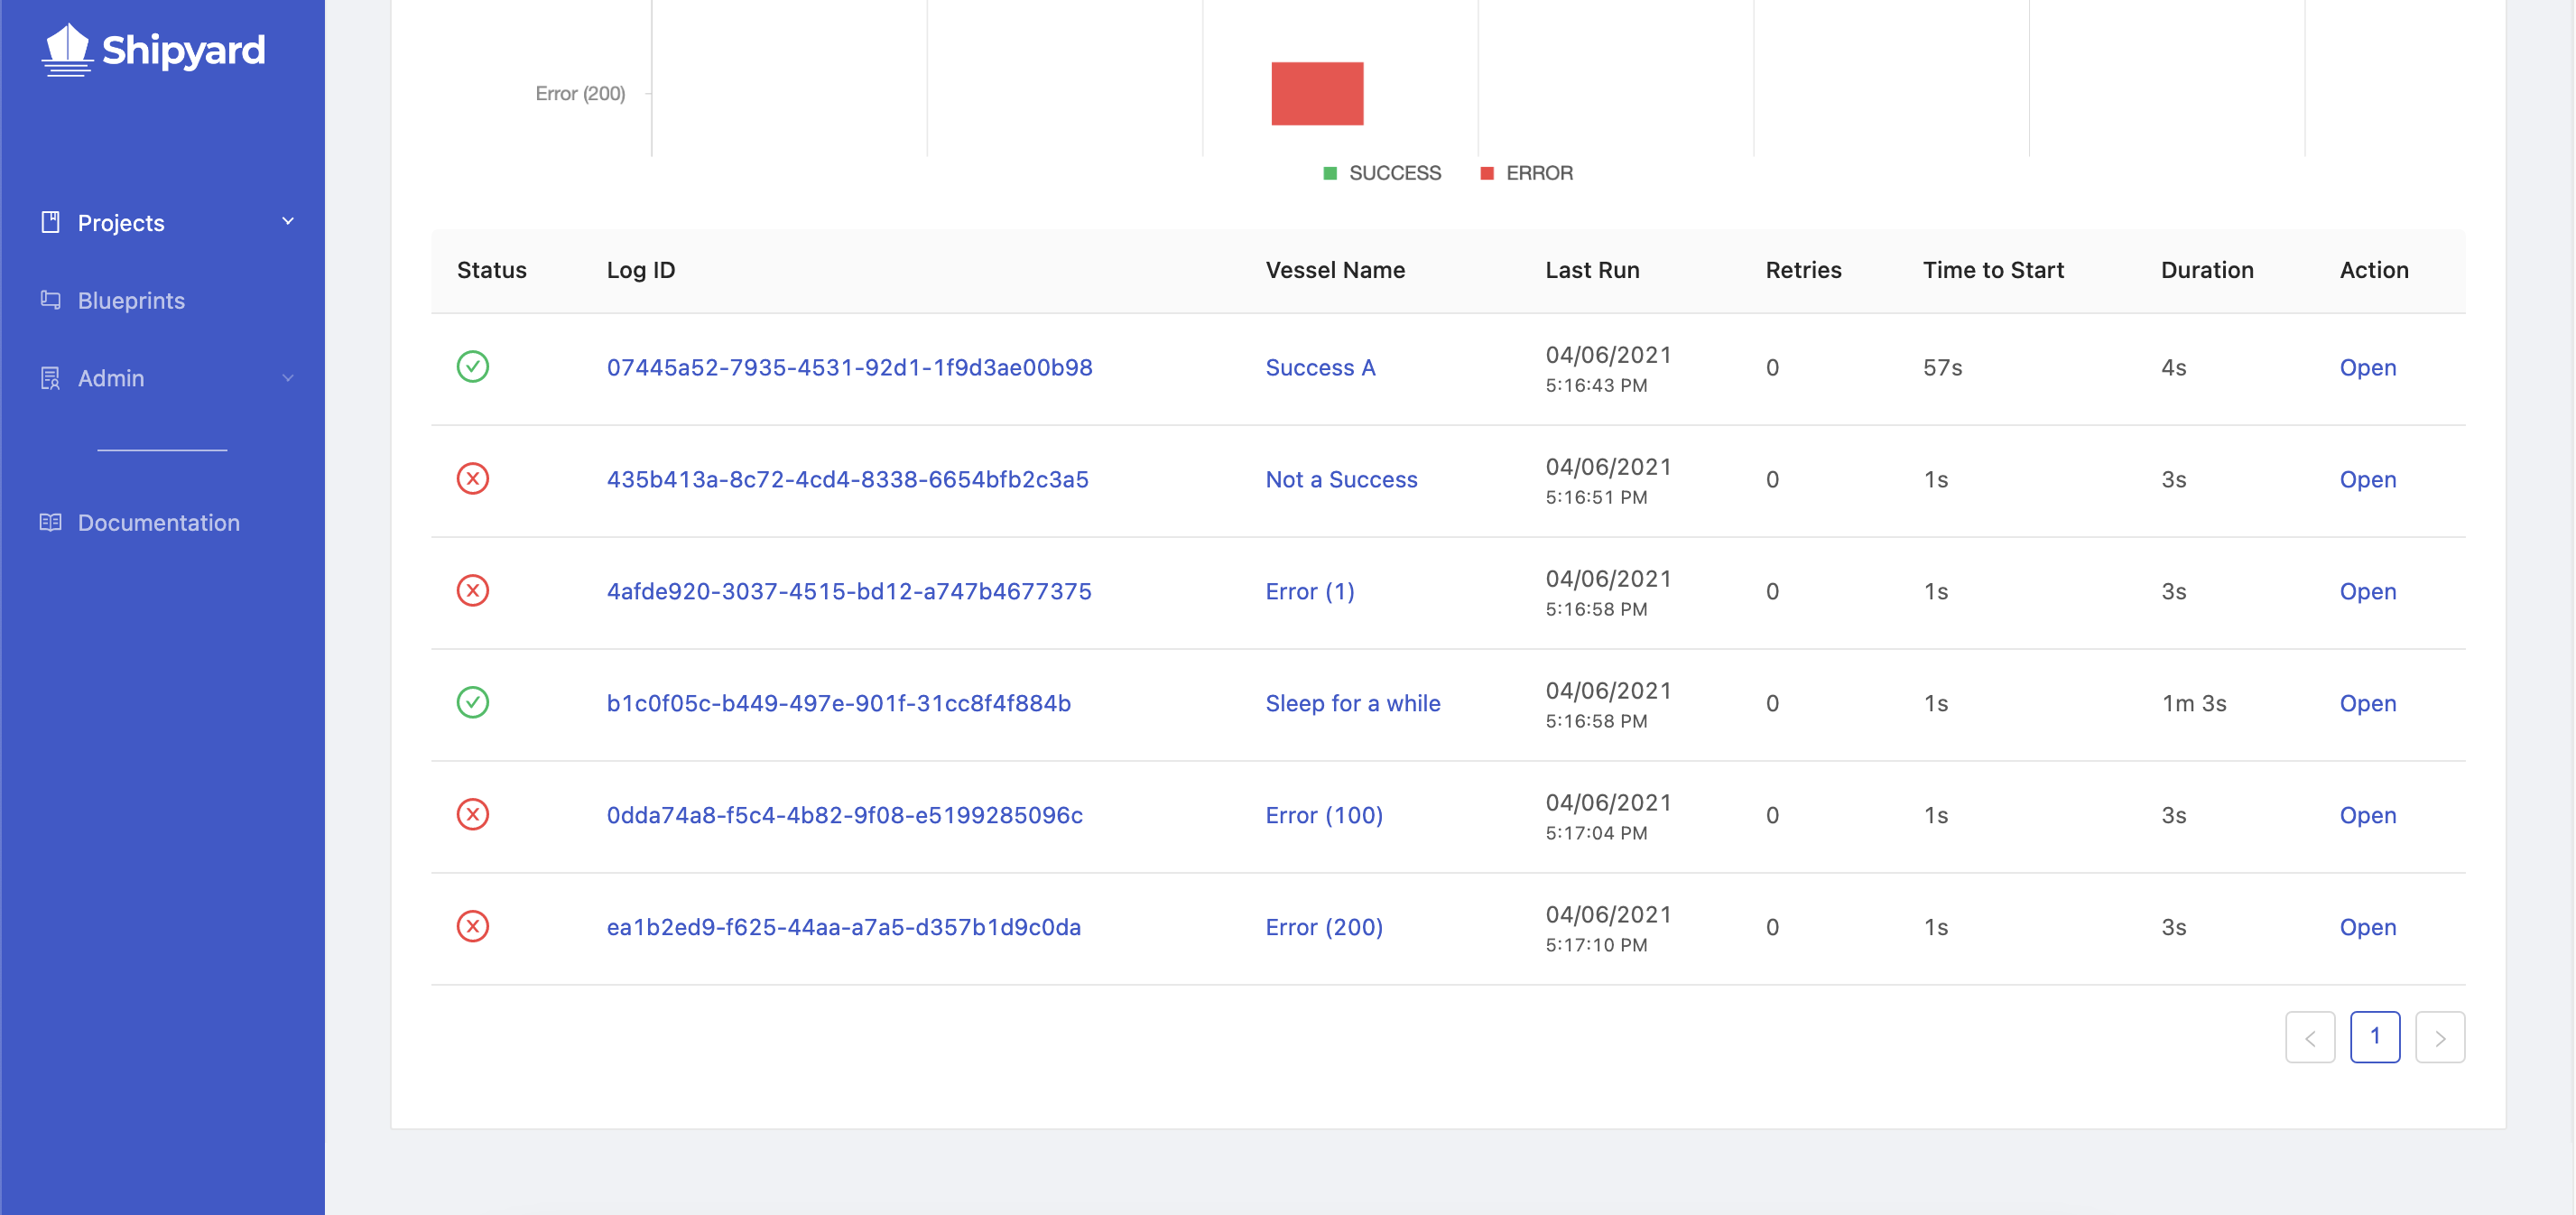 Shipyard
Projects
Blueprints
Admin
Documentation
Error (200)
SUCCESS ERROR
Status Log ID Vessel Name Last Run Retries Time to Start Duration Action
07445a52-7935-4531-92d1-1f9d3ae00b98 Success A 04/06/2021 5:16:43 PM 0 57s 4s Open
435b413a-8c72-4cd4-8338-6654bfb2c3a5 Not a Success 04/06/2021 5:16:51 PM 0 1s 3s Open
4afde920-3037-4515-bd12-a747b4677375 Error (1) 04/06/2021 5:16:58 PM 0 1s 3s Open
b1c0f05c-b449-497e-901f-31cc8f4f884b Sleep for a while 04/06/2021 5:16:58 PM 0 1s 1m 3s Open
0dda74a8-f5c4-4b82-9f08-e5199285096c Error (100) 04/06/2021 5:17:04 PM 0 1s 3s Open
ea1b2ed9-f625-44aa-a7a5-d357b1d9c0da Error (200) 04/06/2021 5:17:10 PM 0 1s 3s Open
1